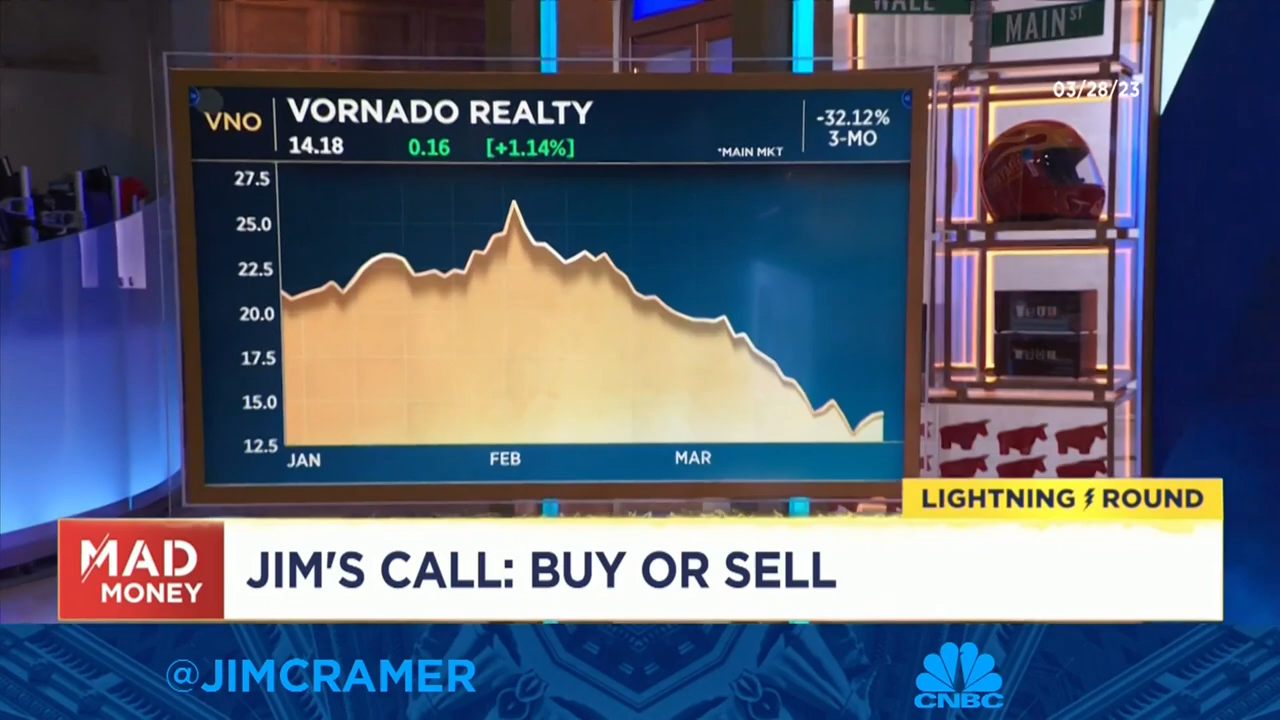 WALL
MAIN ST
03/28/23
VNO
VORNADO REALTY
14.18 0.16 [+1.14%]
*MAIN MKT
-32.12%
3-MO
27.5
25.0
22.5
20.0
17.5
15.0
12.5
JAN FEB MAR
LIGHTNING ROUND
MAD
MONEY
JIM'S CALL: BUY OR SELL
@JIMCRAMER
CNBC